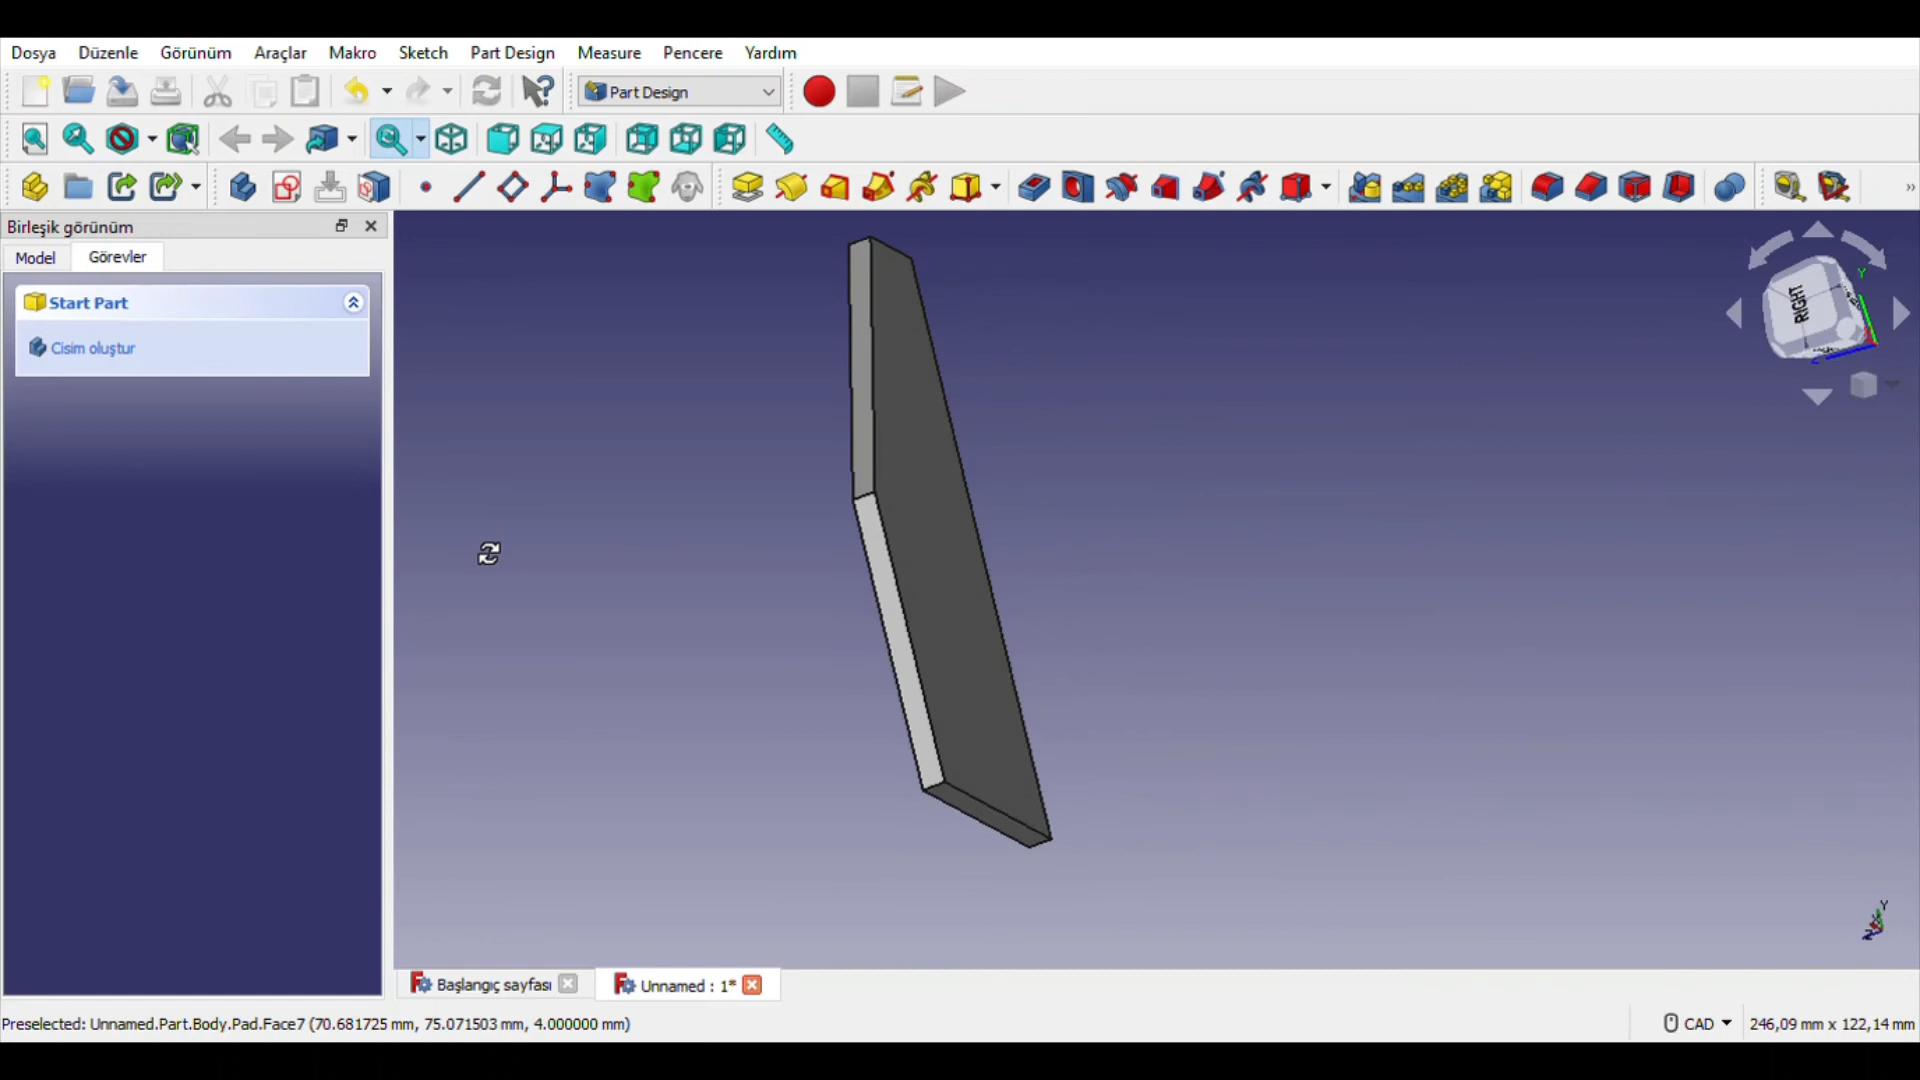 Dosya Düzenle Görünüm Araçlar Makro Sketch Part Design Measure Pencere Yardım
Part Design
Birleşik görünüm
Model Görevler
Start Part
Cisim oluştur
RIGHT
Y
Y
Başlangıç sayfası Unnamed : 1*
Preselected: Unnamed.Part.Body.Pad.Face7 (70.681725 mm, 75.071503 mm, 4.000000 mm) CAD 246,09 mm x 122,14 mm